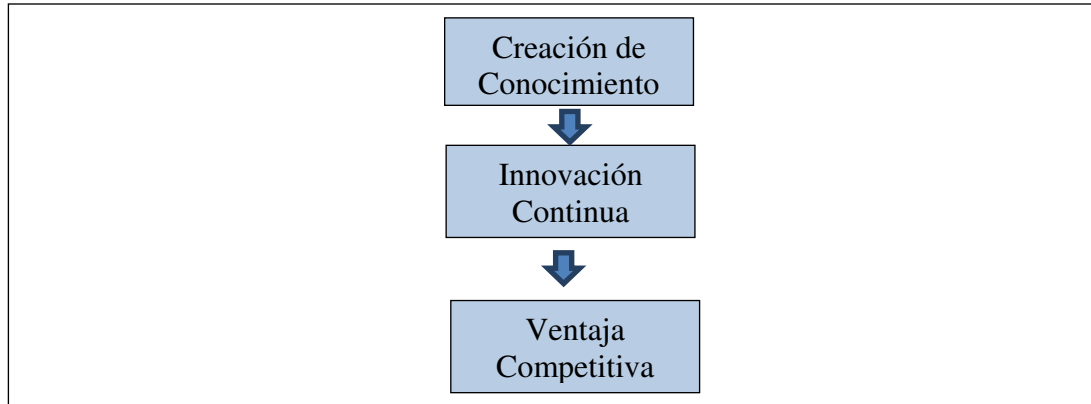 Creación de
Conocimiento
Innovación
Continua
Ventaja
Competitiva